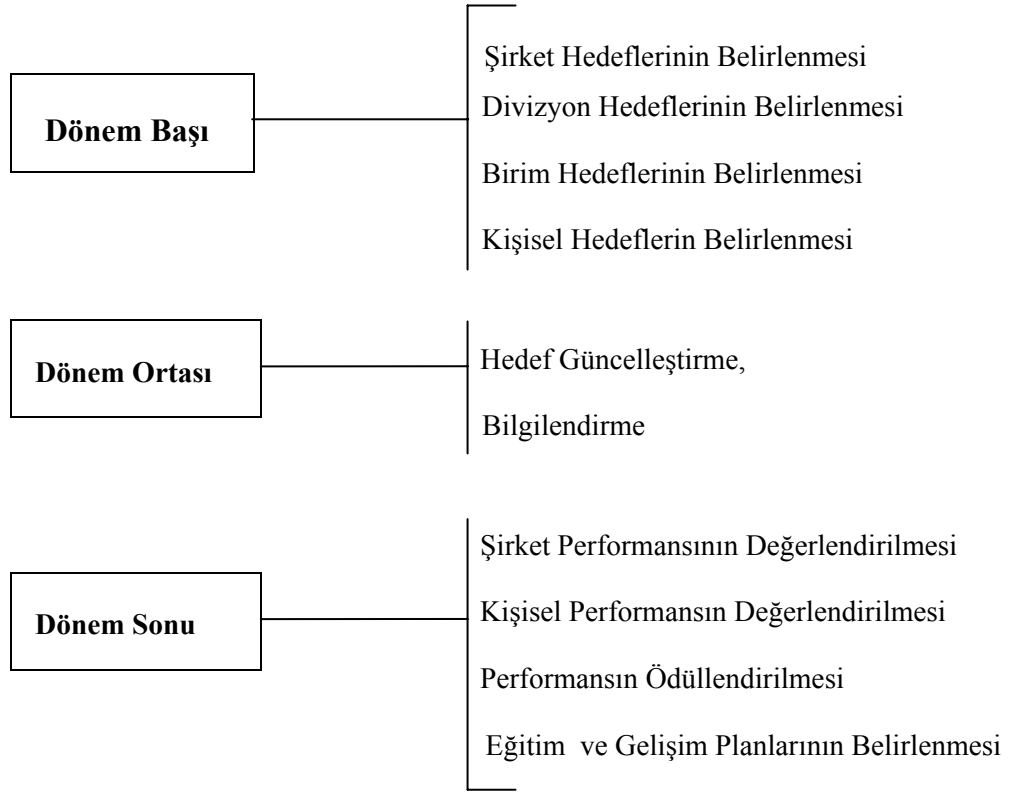 Dönem Başı
Şirket Hedeflerinin Belirlenmesi
Divizyon Hedeflerinin Belirlenmesi
Birim Hedeflerinin Belirlenmesi
Kişisel Hedeflerin Belirlenmesi
Dönem Ortası
Hedef Güncelleştirme,
Bilgilendirme
Dönem Sonu
Şirket Performansının Değerlendirilmesi
Kişisel Performansın Değerlendirilmesi
Performansın Ödüllendirilmesi
Eğitim ve Gelişim Planlarının Belirlenmesi